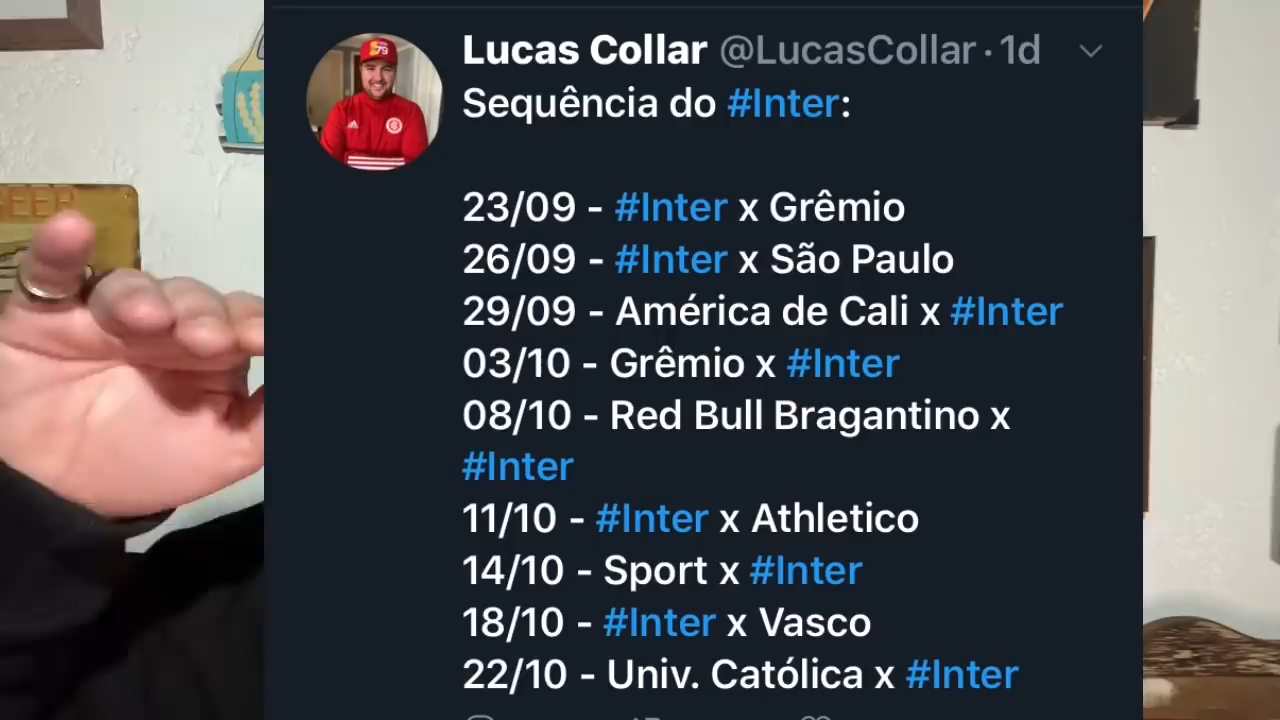 Lucas Collar @LucasCollar · 1d
Sequência do #Inter:
23/09 - #Inter x Grêmio
26/09 - #Inter x São Paulo
29/09 - América de Cali x #Inter
03/10 - Grêmio x #Inter
08/10 - Red Bull Bragantino x
#Inter
11/10 - #Inter x Athletico
14/10 - Sport x #Inter
18/10 - #Inter x Vasco
22/10 - Univ. Católica x #Inter
BEER
79